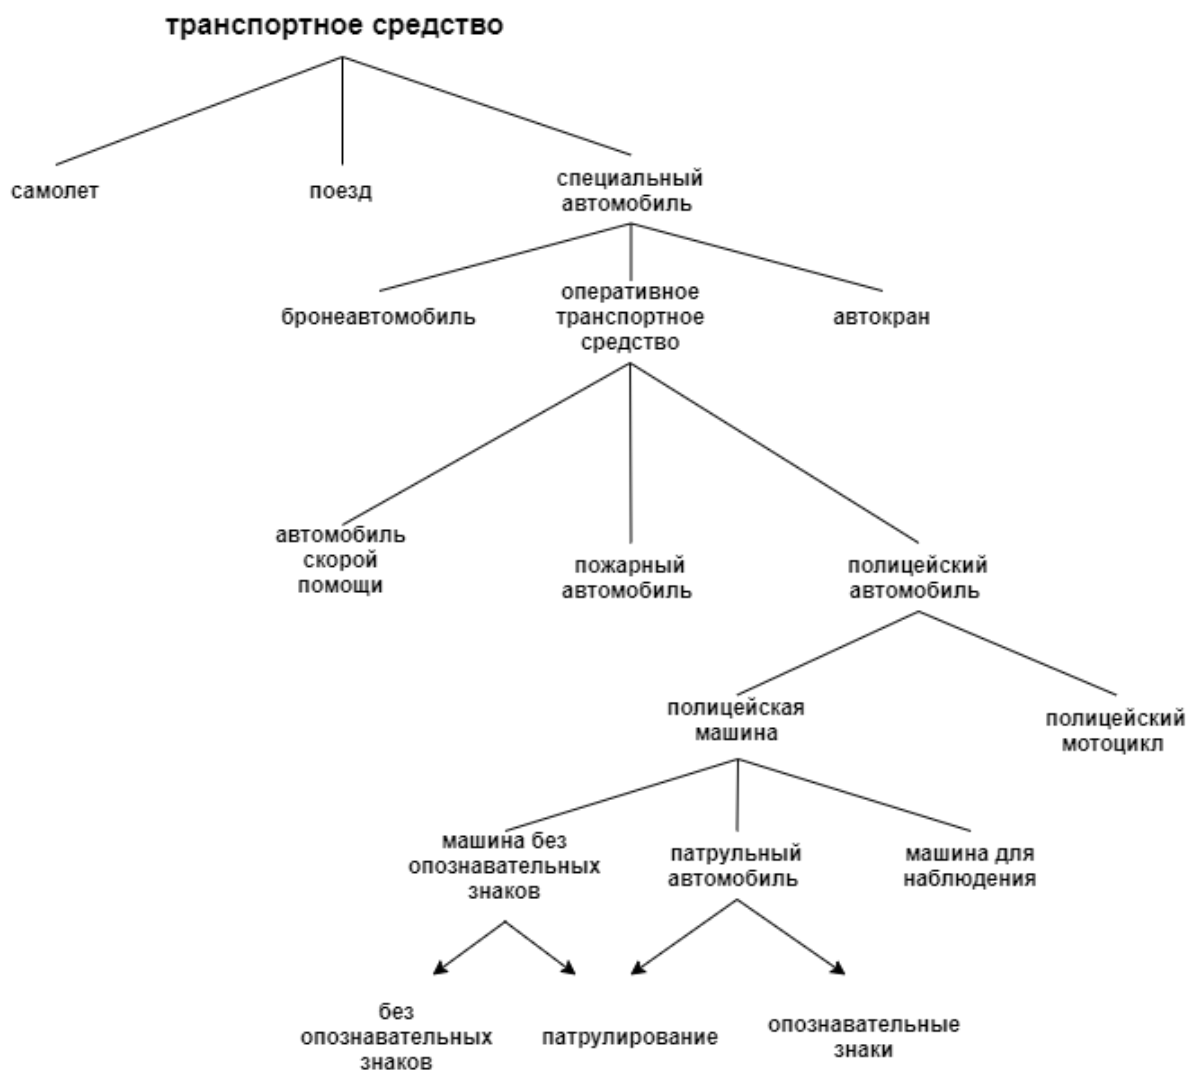 транспортное средство
самолет
поезд
специальный
автомобиль
бронеавтомобиль
оперативное
транспортное
средство
автокран
автомобиль
скорой
помощи
пожарный
автомобиль
полицейский
автомобиль
полицейская
машина
полицейский
мотоцикл
машина без
опознавательных
знаков
патрульный
автомобиль
машина для
наблюдения
без
опознавательных
знаков
патрулирование
опознавательные
знаки